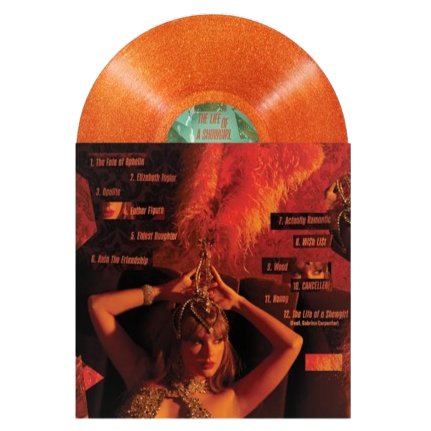 THE LIFE
OF
A SHOWGIRL
1. The Fate of Ophelia
2. Elizabeth Taylor
3. Opalite
4. Father Figure
5. Eldest Daughter
6. Ruin The Friendship
7. Actually Romantic
8. Wi$h Li$t
9. Wood
10. CANCELLED!
11. Honey
12. The Life of a Showgirl
(feat. Sabrina Carpenter)